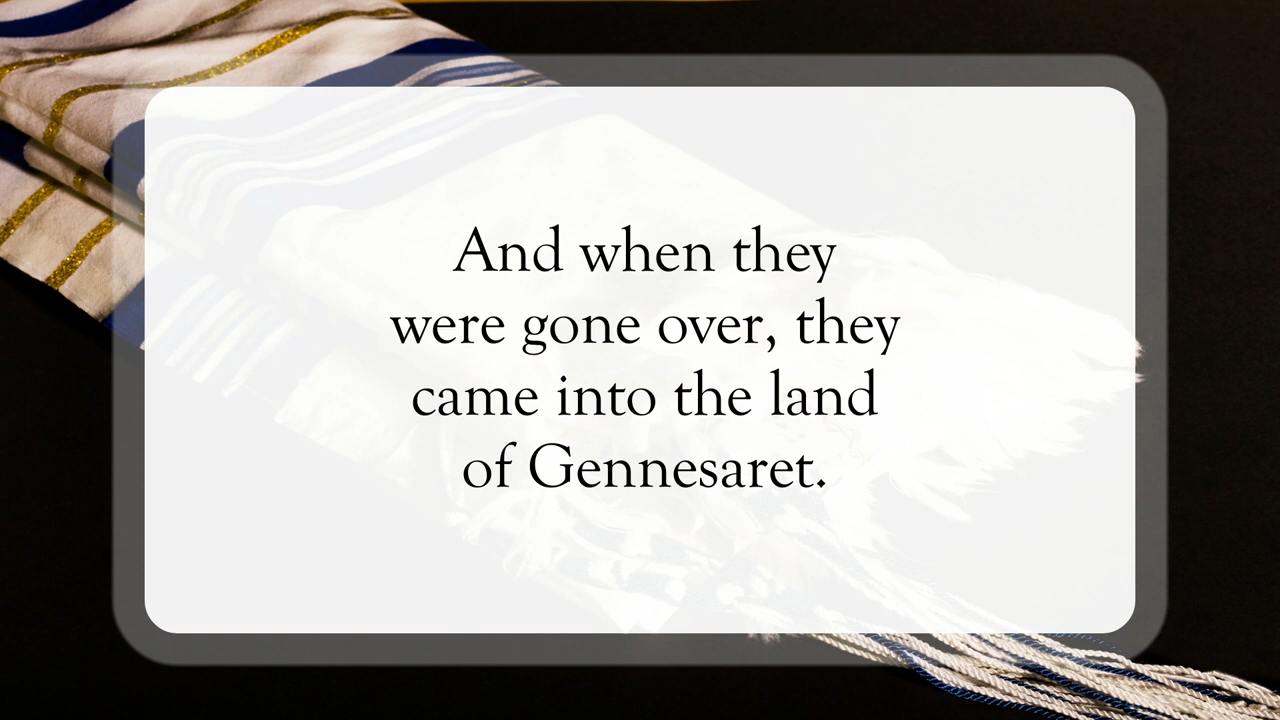 And when they
were gone over, they
came into the land
of Gennesaret.